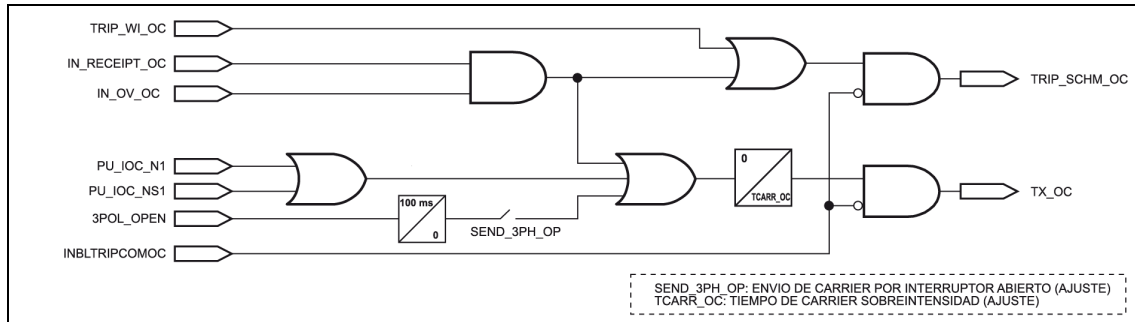 TRIP_WI_OC
IN_RECEIPT_OC
IN_OV_OC
TRIP_SCHM_OC
PU_IOC_N1
PU_IOC_NS1
3POL_OPEN
100 ms
0
SEND_3PH_OP
0
TCARR_OC
TX_OC
INBLTRIPCOMOC
SEND_3PH_OP: ENVIO DE CARRIER POR INTERRUPTOR ABIERTO (AJUSTE)
TCARR_OC: TIEMPO DE CARRIER SOBREINTENSIDAD (AJUSTE)